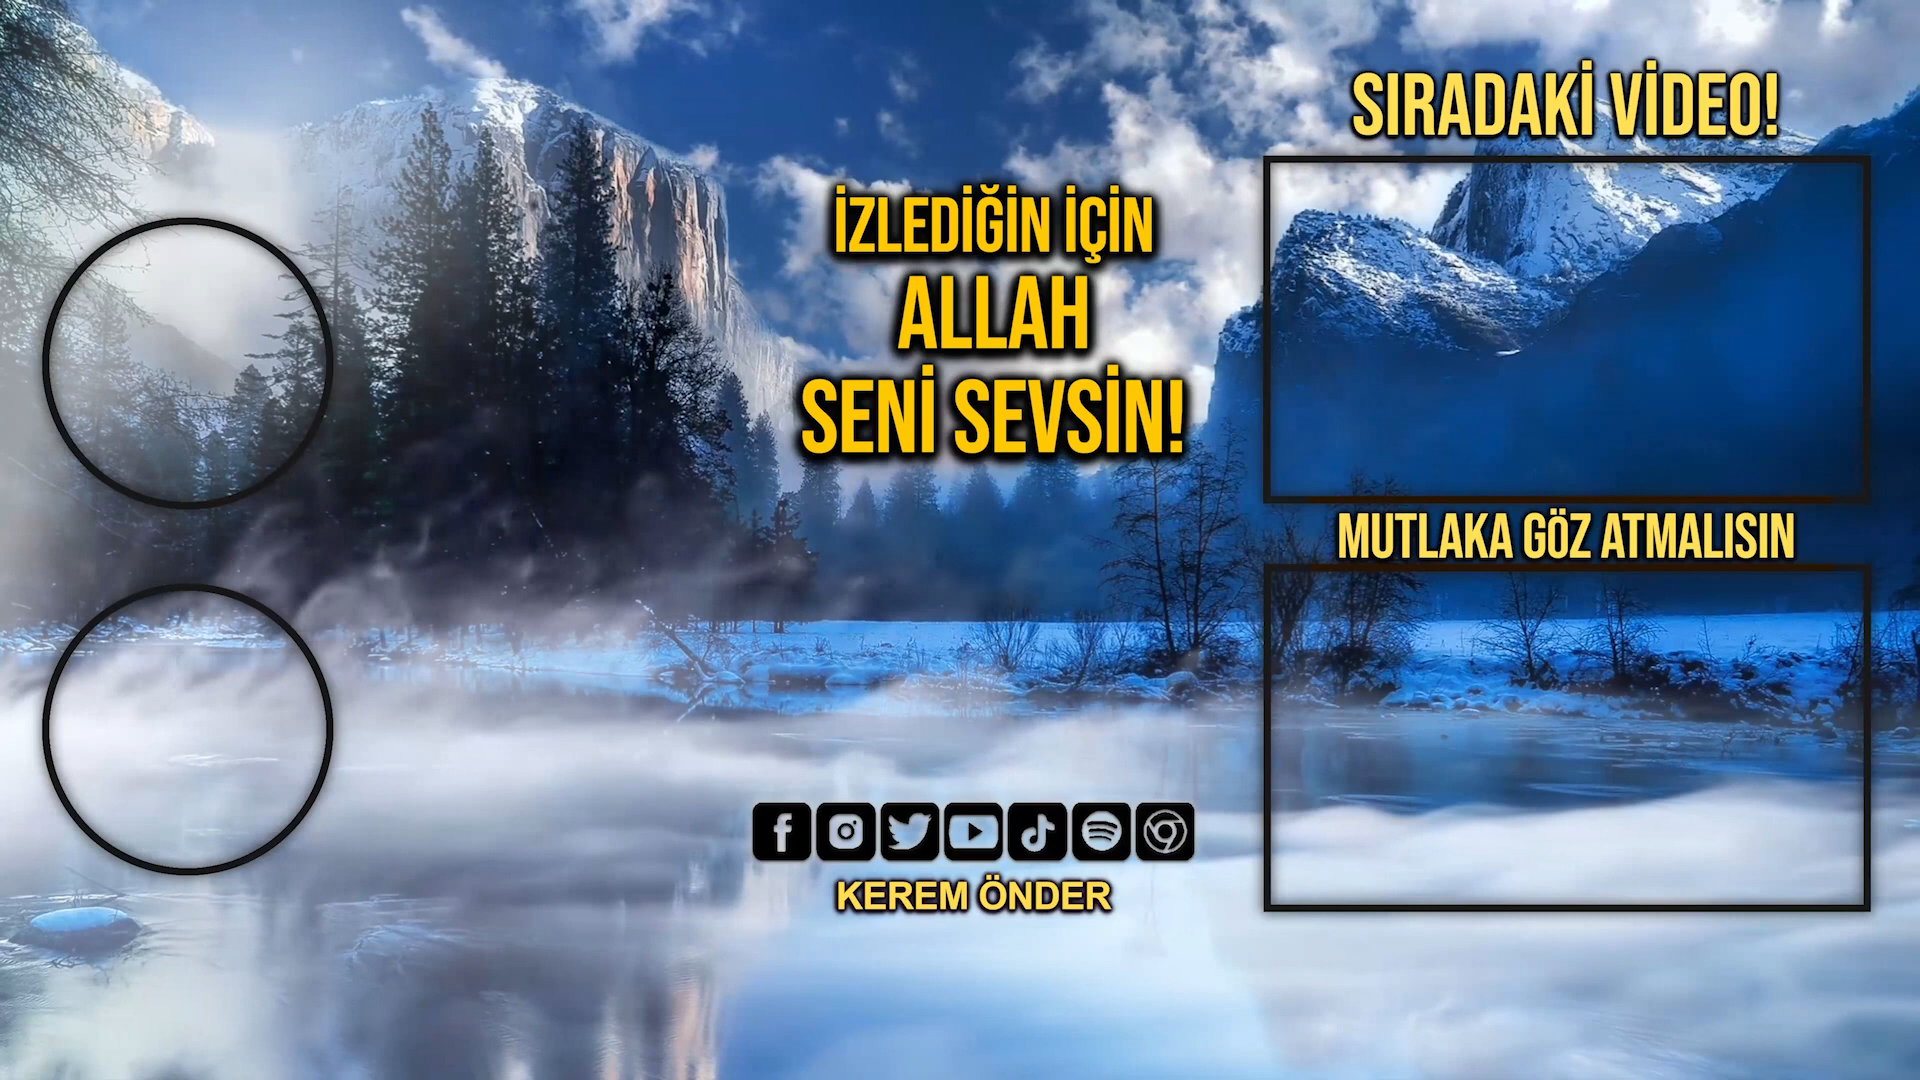 SIRADAKİ VİDEO!
İZLEDİĞİN İÇİN
ALLAH
SENİ SEVSİN!
MUTLAKA GÖZ ATMALISIN
KEREM ÖNDER